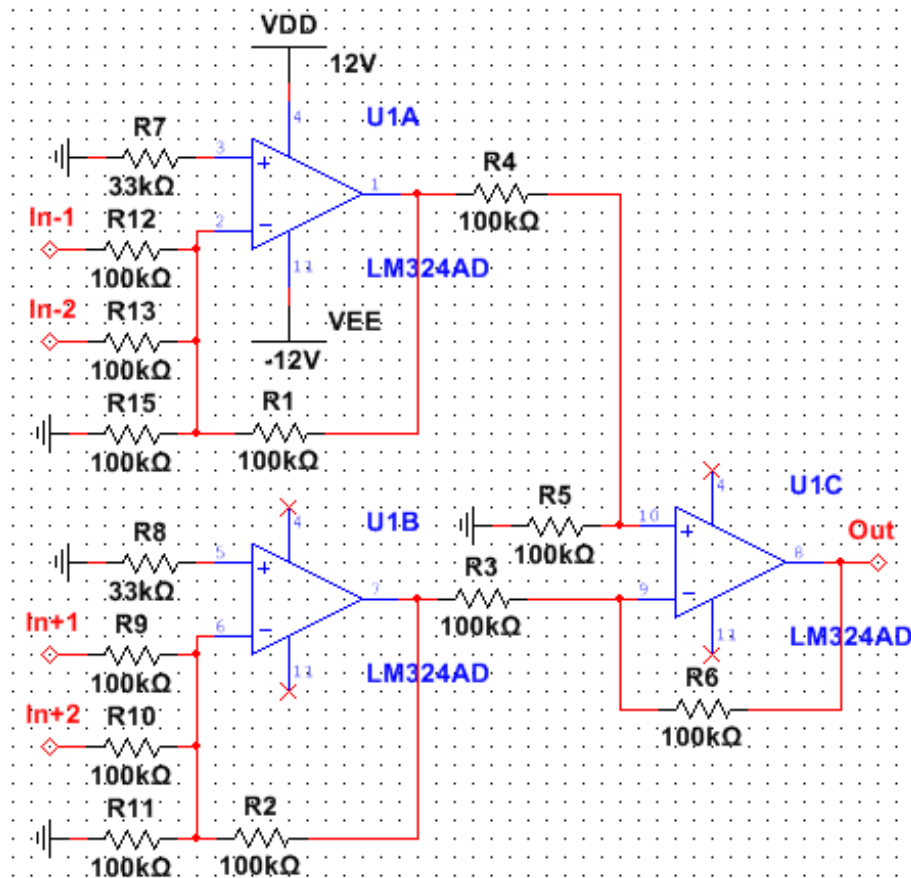 VDD
12V
4
U1A
R7
3
33kΩ
1
R4
100kΩ
In-1
R12
2
100kΩ
11
LM324AD
In-2
R13
100kΩ
VEE
-12V
R15
100kΩ
R1
100kΩ
4
U1B
R8
5
33kΩ
7
R3
100kΩ
In+1
R9
6
100kΩ
11
LM324AD
In+2
R10
100kΩ
R11
100kΩ
R2
100kΩ
R5
100kΩ
4
U1C
10
9
8
Out
11
LM324AD
R6
100kΩ